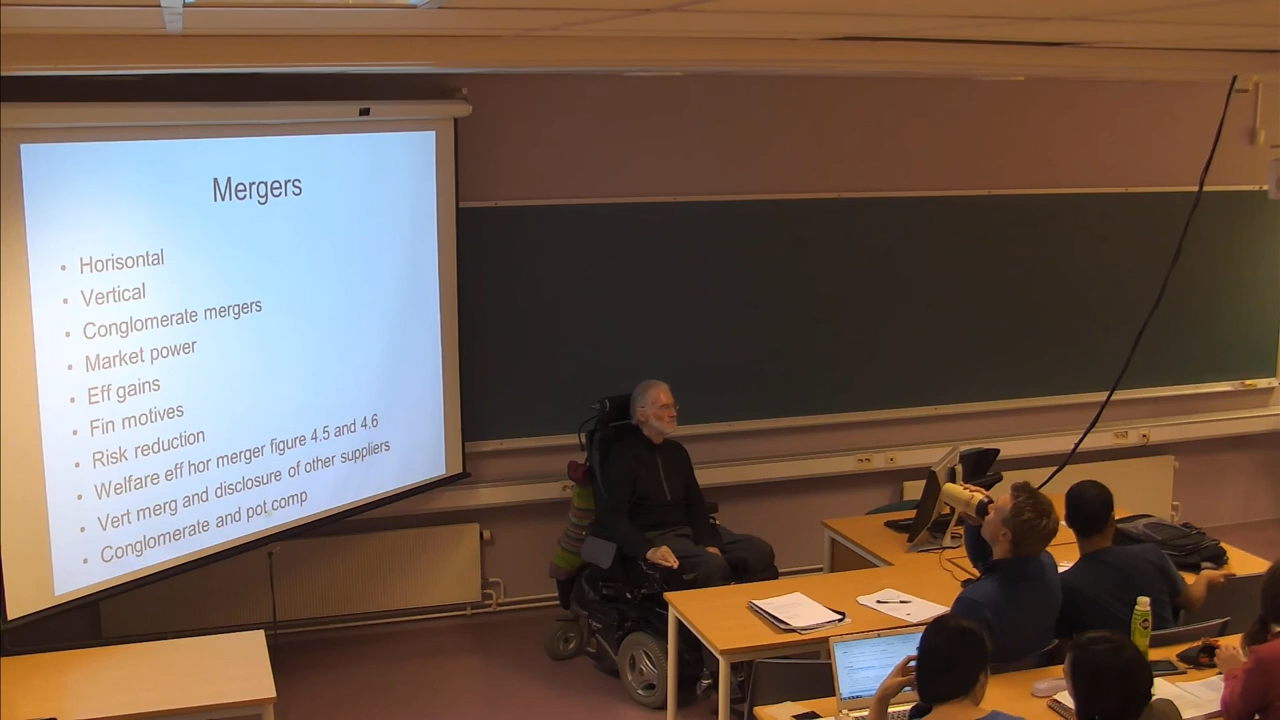 Mergers
• Horisontal
• Vertical
• Conglomerate mergers
• Market power
• Eff gains
• Fin motives
• Risk reduction
• Welfare eff hor merger figure 4.5 and 4.6
• Vert merg and disclosure of other suppliers
• Conglomerate and pot comp